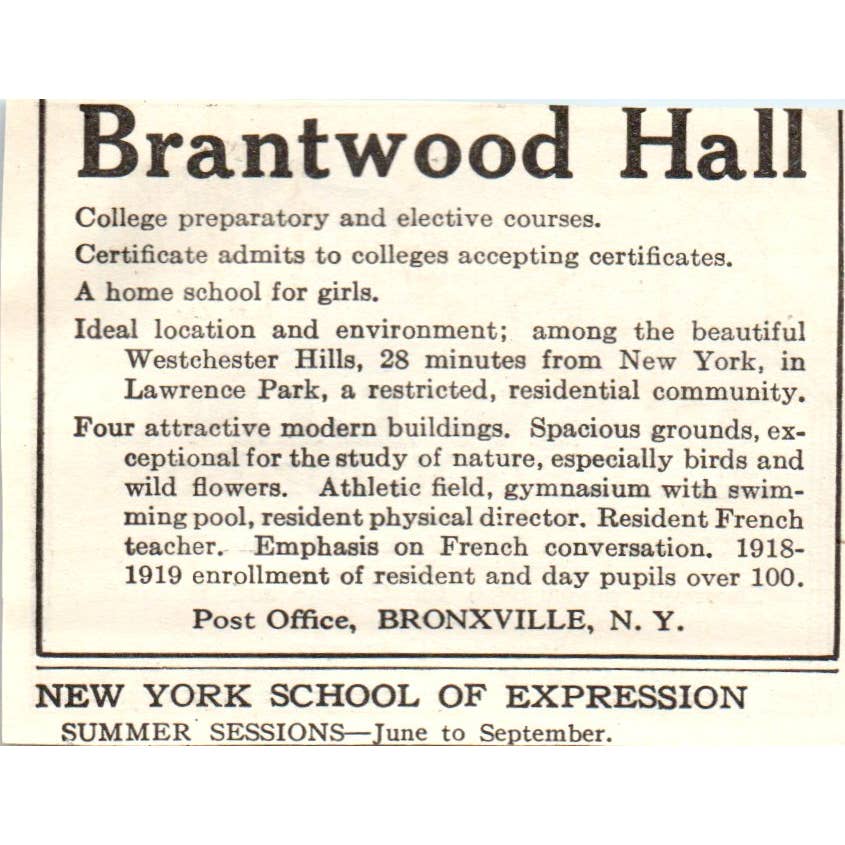 Brantwood Hall
College preparatory and elective courses.
Certificate admits to colleges accepting certificates.
A home school for girls.
Ideal location and environment; among the beautiful
Westchester Hills, 28 minutes from New York, in
Lawrence Park, a restricted, residential community.
Four attractive modern buildings. Spacious grounds, ex-
ceptional for the study of nature, especially birds and
wild flowers. Athletic field, gymnasium with swim-
ming pool, resident physical director. Resident French
teacher. Emphasis on French conversation. 1918-
1919 enrollment of resident and day pupils over 100.
Post Office, BRONXVILLE, N. Y.
NEW YORK SCHOOL OF EXPRESSION
SUMMER SESSIONS—June to September.